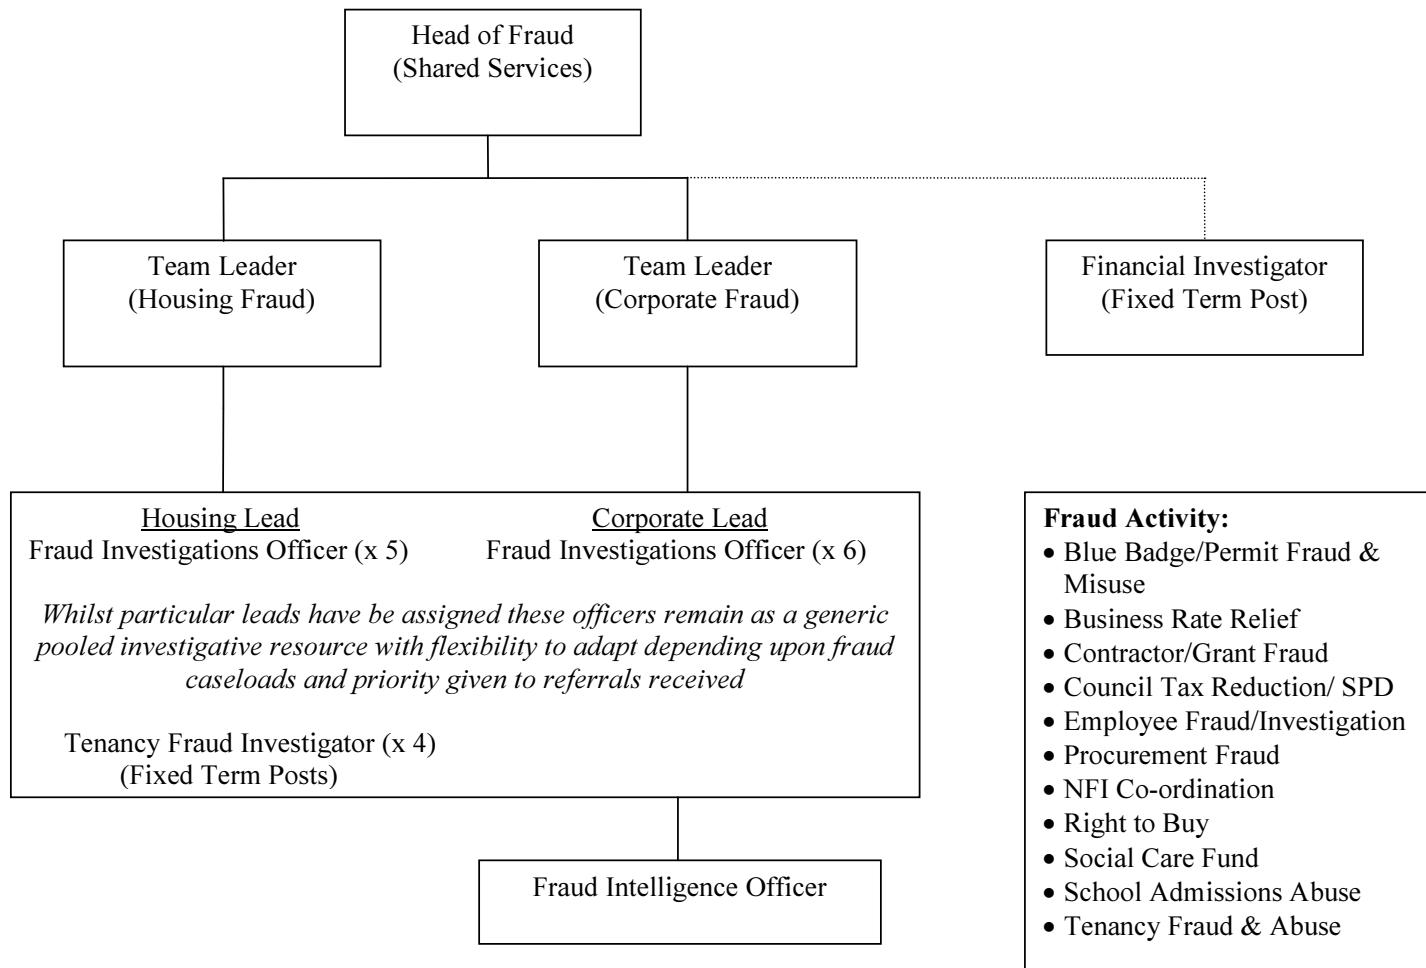 Head of Fraud
(Shared Services)
Team Leader
(Housing Fraud)
Team Leader
(Corporate Fraud)
Financial Investigator
(Fixed Term Post)
Housing Lead
Fraud Investigations Officer (x 5)
Corporate Lead
Fraud Investigations Officer (x 6)
Whilst particular leads have be assigned these officers remain as a generic
pooled investigative resource with flexibility to adapt depending upon fraud
caseloads and priority given to referrals received
Tenancy Fraud Investigator (x 4)
(Fixed Term Posts)
Fraud Intelligence Officer
Fraud Activity:
• Blue Badge/Permit Fraud &
Misuse
• Business Rate Relief
• Contractor/Grant Fraud
• Council Tax Reduction/ SPD
• Employee Fraud/Investigation
• Procurement Fraud
• NFI Co-ordination
• Right to Buy
• Social Care Fund
• School Admissions Abuse
• Tenancy Fraud & Abuse